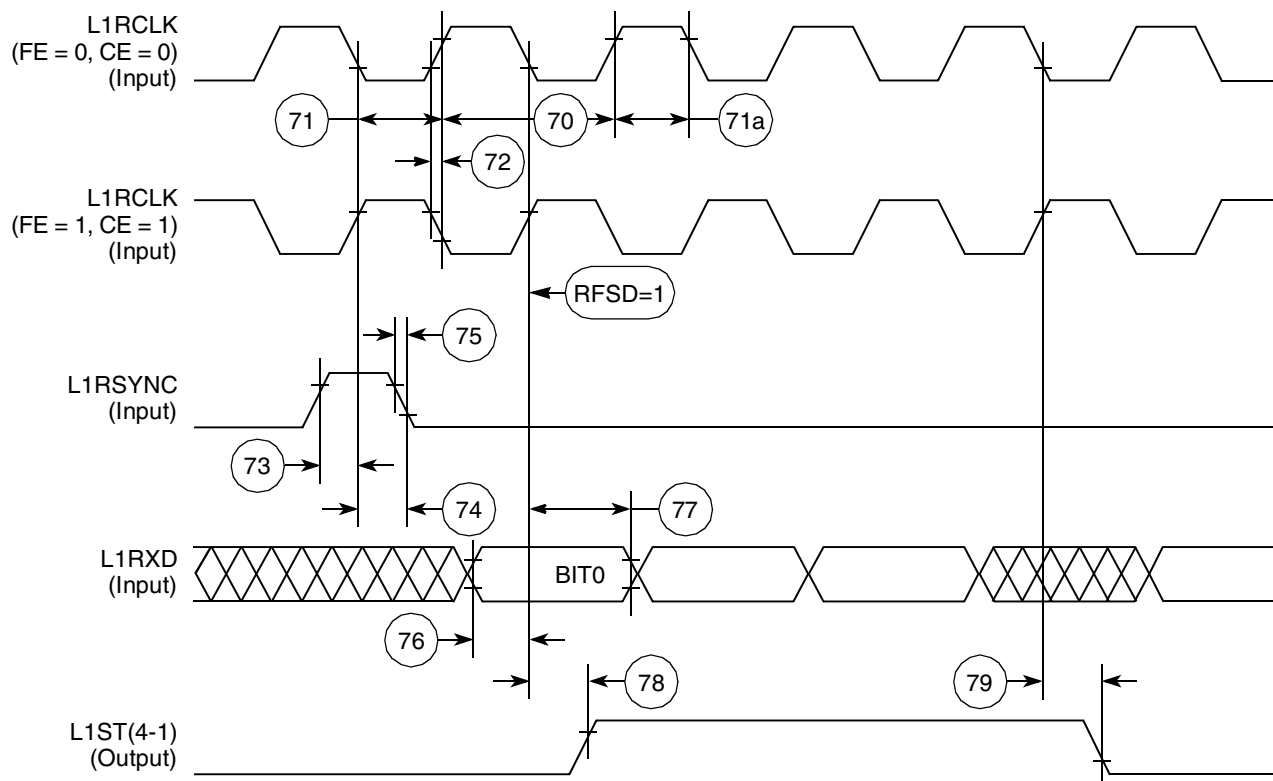 L1RCLK
(FE = 0, CE = 0)
(Input)
71
70
71a
72
L1RCLK
(FE = 1, CE = 1)
(Input)
RFSD=1
75
L1RSYNC
(Input)
73
74
77
L1RXD
(Input)
BIT0
76
78
79
L1ST(4-1)
(Output)